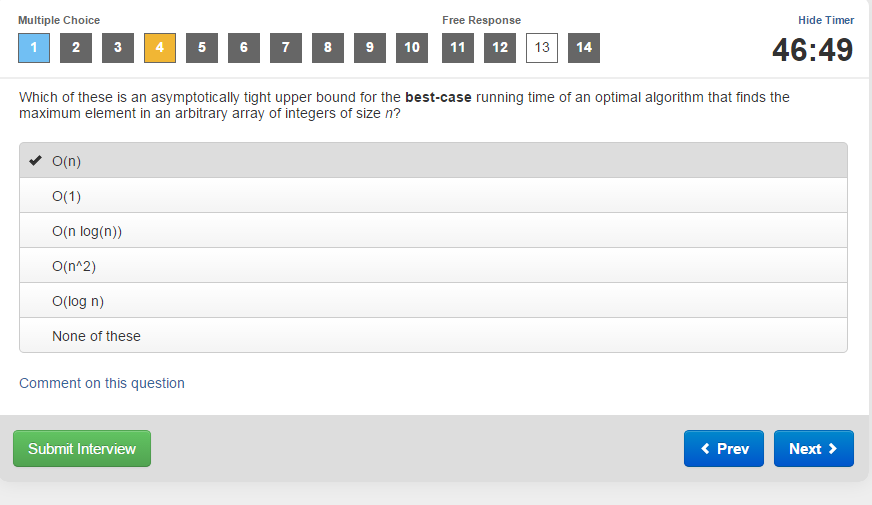 Multiple Choice
Free Response
Hide Timer
1 2 3 4 5 6 7 8 9 10 11 12 13 14
46:49
Which of these is an asymptotically tight upper bound for the best-case running time of an optimal algorithm that finds the
maximum element in an arbitrary array of integers of size n?
✔ O(n)
O(1)
O(n log(n))
O(n^2)
O(log n)
None of these
Comment on this question
Submit Interview
Prev
Next